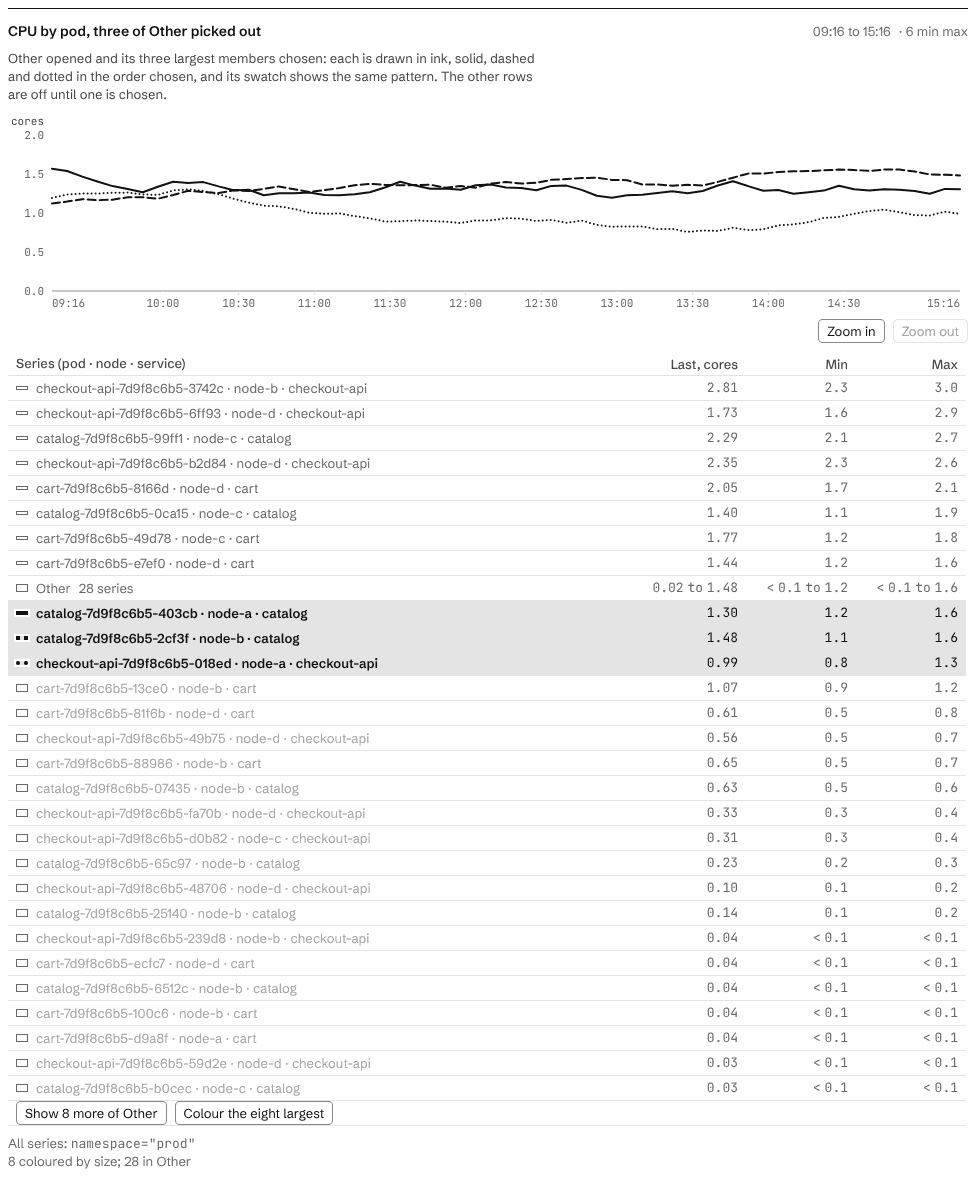 CPU by pod, three of Other picked out
09:16 to 15:16 · 6 min max
Other opened and its three largest members chosen: each is drawn in ink, solid, dashed
and dotted in the order chosen, and its swatch shows the same pattern. The other rows
are off until one is chosen.
cores
2.0
1.5
1.0
0.5
0.0
09:16 10:00 10:30 11:00 11:30 12:00 12:30 13:00 13:30 14:00 14:30 15:16
Zoom in Zoom out
Series (pod · node · service) Last, cores Min Max
checkout-api-7d9f8c6b5-3742c · node-b · checkout-api 2.81 2.3 3.0
checkout-api-7d9f8c6b5-6ff93 · node-d · checkout-api 1.73 1.6 2.9
catalog-7d9f8c6b5-99ff1 · node-c · catalog 2.29 2.1 2.7
checkout-api-7d9f8c6b5-b2d84 · node-d · checkout-api 2.35 2.3 2.6
cart-7d9f8c6b5-8166d · node-d · cart 2.05 1.7 2.1
catalog-7d9f8c6b5-0ca15 · node-c · catalog 1.40 1.1 1.9
cart-7d9f8c6b5-49d78 · node-c · cart 1.77 1.2 1.8
cart-7d9f8c6b5-e7ef0 · node-d · cart 1.44 1.2 1.6
Other 28 series 0.02 to 1.48 < 0.1 to 1.2 < 0.1 to 1.6
catalog-7d9f8c6b5-403cb · node-a · catalog 1.30 1.2 1.6
catalog-7d9f8c6b5-2cf3f · node-b · catalog 1.48 1.1 1.6
checkout-api-7d9f8c6b5-018ed · node-a · checkout-api 0.99 0.8 1.3
cart-7d9f8c6b5-13ce0 · node-b · cart 1.07 0.9 1.2
cart-7d9f8c6b5-81f6b · node-d · cart 0.61 0.5 0.8
checkout-api-7d9f8c6b5-49b75 · node-d · checkout-api 0.56 0.5 0.7
cart-7d9f8c6b5-88986 · node-b · cart 0.65 0.5 0.7
catalog-7d9f8c6b5-07435 · node-b · catalog 0.63 0.5 0.6
checkout-api-7d9f8c6b5-fa70b · node-d · checkout-api 0.33 0.3 0.4
checkout-api-7d9f8c6b5-d0b82 · node-c · checkout-api 0.31 0.3 0.4
catalog-7d9f8c6b5-65c97 · node-b · catalog 0.23 0.2 0.3
checkout-api-7d9f8c6b5-48706 · node-d · checkout-api 0.10 0.1 0.2
catalog-7d9f8c6b5-25140 · node-b · catalog 0.14 0.1 0.2
checkout-api-7d9f8c6b5-239d8 · node-b · checkout-api 0.04 < 0.1 < 0.1
cart-7d9f8c6b5-ecfc7 · node-d · cart 0.04 < 0.1 < 0.1
catalog-7d9f8c6b5-6512c · node-b · catalog 0.04 < 0.1 < 0.1
cart-7d9f8c6b5-100c6 · node-b · cart 0.04 < 0.1 < 0.1
cart-7d9f8c6b5-d9a8f · node-a · cart 0.04 < 0.1 < 0.1
checkout-api-7d9f8c6b5-59d2e · node-d · checkout-api 0.03 < 0.1 < 0.1
catalog-7d9f8c6b5-b0cec · node-c · catalog 0.03 < 0.1 < 0.1
Show 8 more of Other Colour the eight largest
All series: namespace="prod"
8 coloured by size; 28 in Other